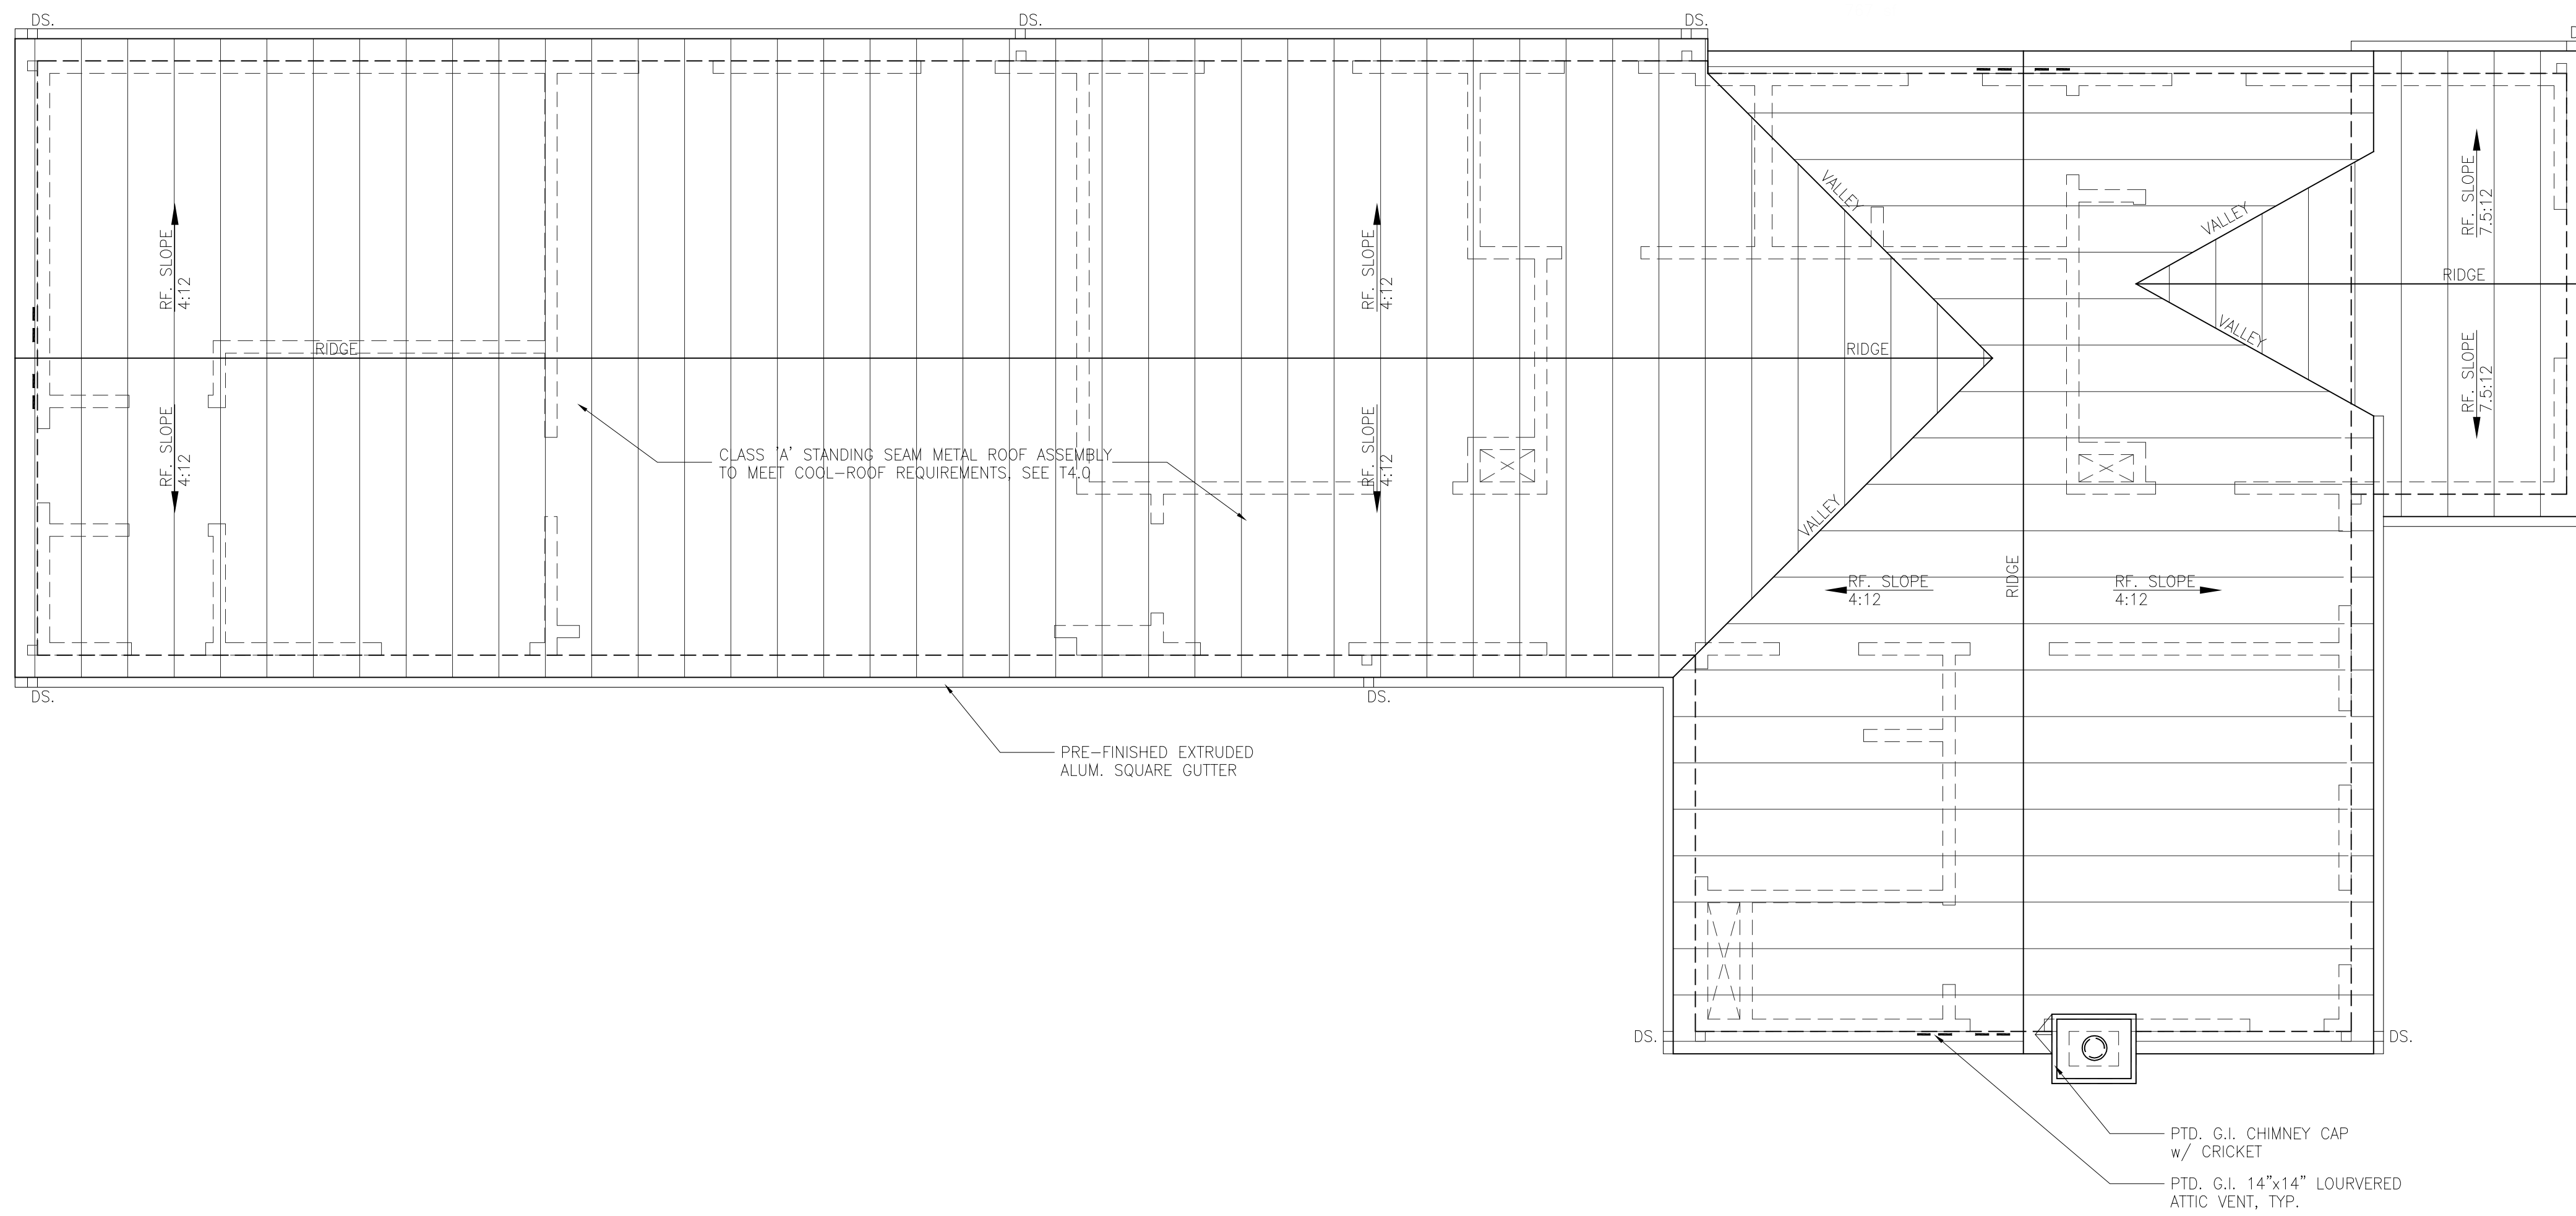 DS.
DS.
DS.
VALLEY
VALLEY
RF. SLOPE
7.5:12
RIDGE
RF. SLOPE
4:12
RF. SLOPE
4:12
RIDGE
RIDGE
VALLEY
RF. SLOPE
7.5:12
RF. SLOPE
4:12
RF. SLOPE
4:12
CLASS 'A' STANDING SEAM METAL ROOF ASSEMBLY
TO MEET COOL-ROOF REQUIREMENTS, SEE T4.0
VALLEY
RIDGE
RF. SLOPE
4:12
RF. SLOPE
4:12
DS.
DS.
PRE-FINISHED EXTRUDED
ALUM. SQUARE GUTTER
DS.
DS.
PTD. G.I. CHIMNEY CAP
w/ CRICKET
PTD. G.I. 14"x14" LOURVERED
ATTIC VENT, TYP.